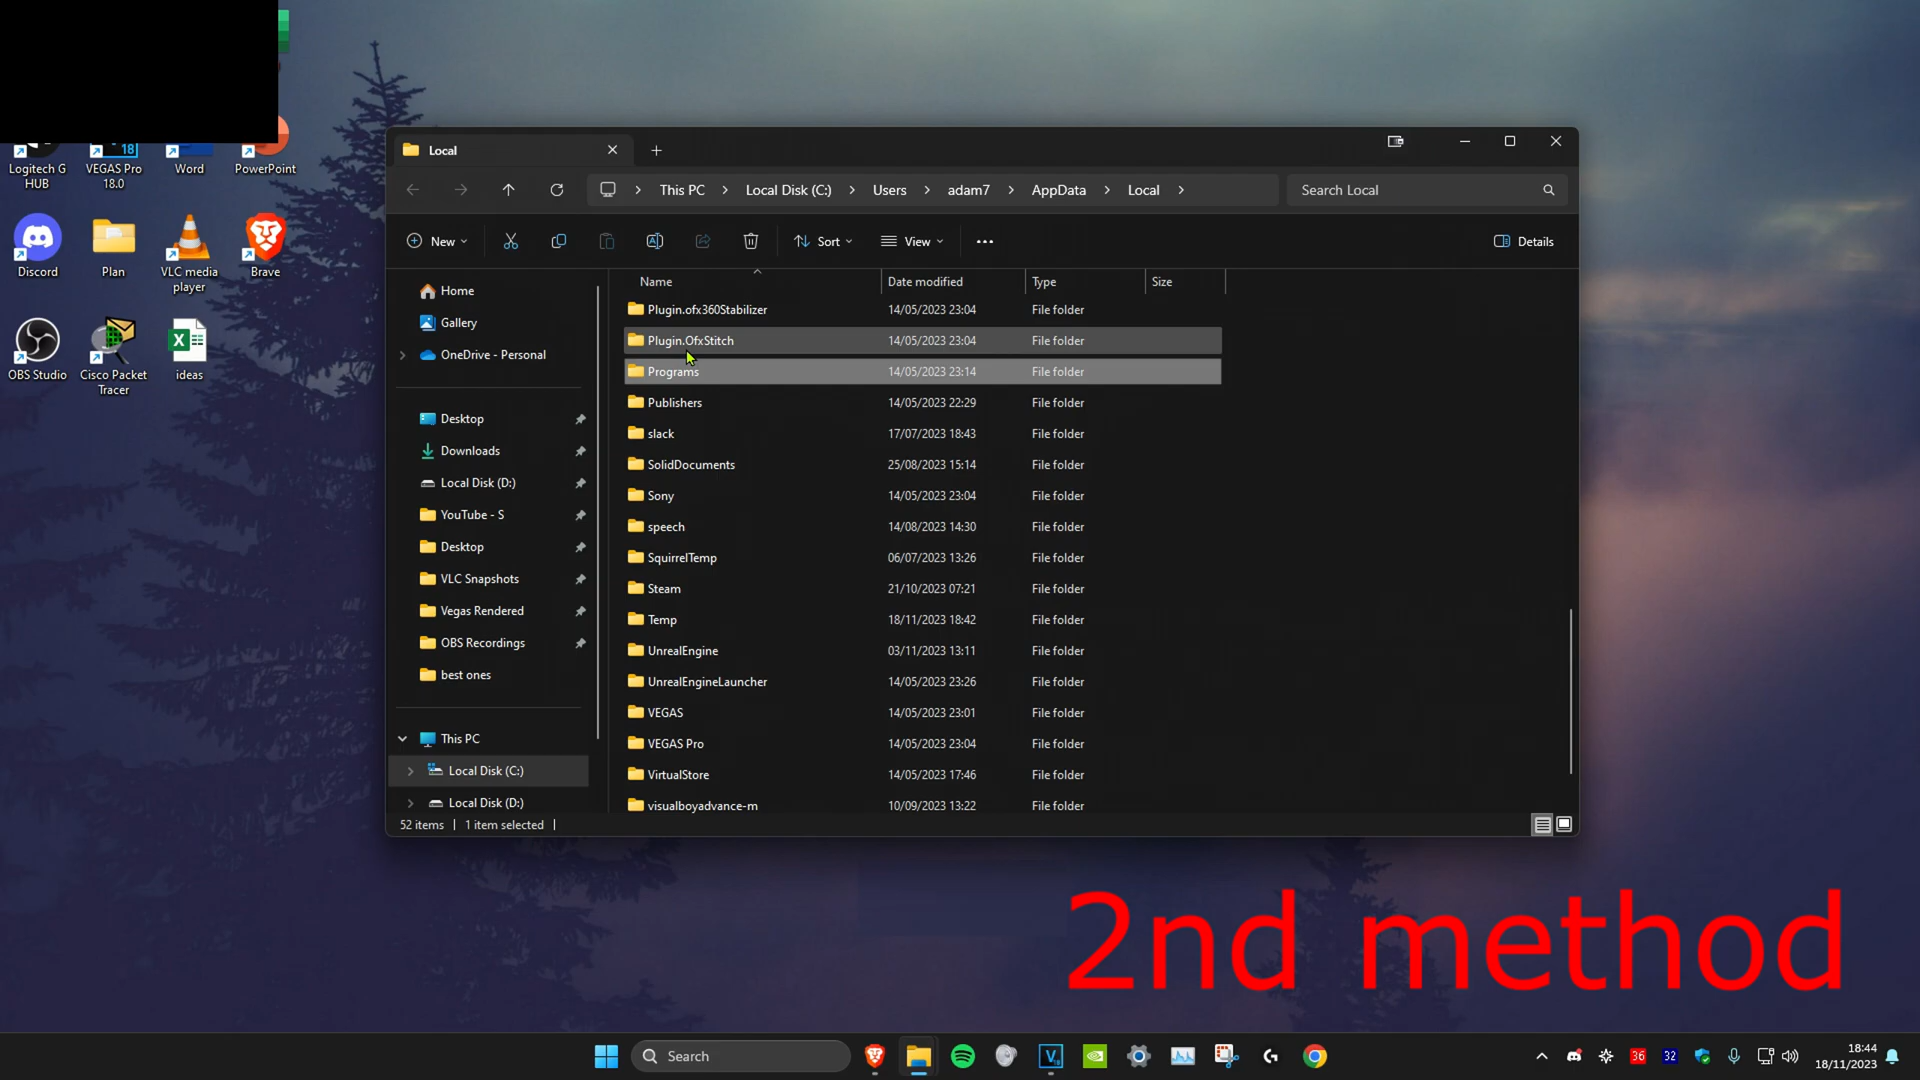 Logitech G HUB
VEGAS Pro 18.0
Word
PowerPoint
Discord
Plan
VLC media player
Brave
OBS Studio
Cisco Packet Tracer
ideas
Local
This PC > Local Disk (C:) > Users > adam7 > AppData > Local >
Search Local
New
Sort
View
Details
Home
Gallery
OneDrive - Personal
Desktop
Downloads
Local Disk (D:)
YouTube - S
Desktop
VLC Snapshots
Vegas Rendered
OBS Recordings
best ones
This PC
Local Disk (C:)
Local Disk (D:)
Name Date modified Type Size
Plugin.ofx360Stabilizer 14/05/2023 23:04 File folder
Plugin.OfxStitch 14/05/2023 23:04 File folder
Programs 14/05/2023 23:14 File folder
Publishers 14/05/2023 22:29 File folder
slack 17/07/2023 18:43 File folder
SolidDocuments 25/08/2023 15:14 File folder
Sony 14/05/2023 23:04 File folder
speech 14/08/2023 14:30 File folder
SquirrelTemp 06/07/2023 13:26 File folder
Steam 21/10/2023 07:21 File folder
Temp 18/11/2023 18:42 File folder
UnrealEngine 03/11/2023 13:11 File folder
UnrealEngineLauncher 14/05/2023 23:26 File folder
VEGAS 14/05/2023 23:01 File folder
VEGAS Pro 14/05/2023 23:04 File folder
VirtualStore 14/05/2023 17:46 File folder
visualboyadvance-m 10/09/2023 13:22 File folder
52 items | 1 item selected |
2nd method
Search
36
32
18:44
18/11/2023